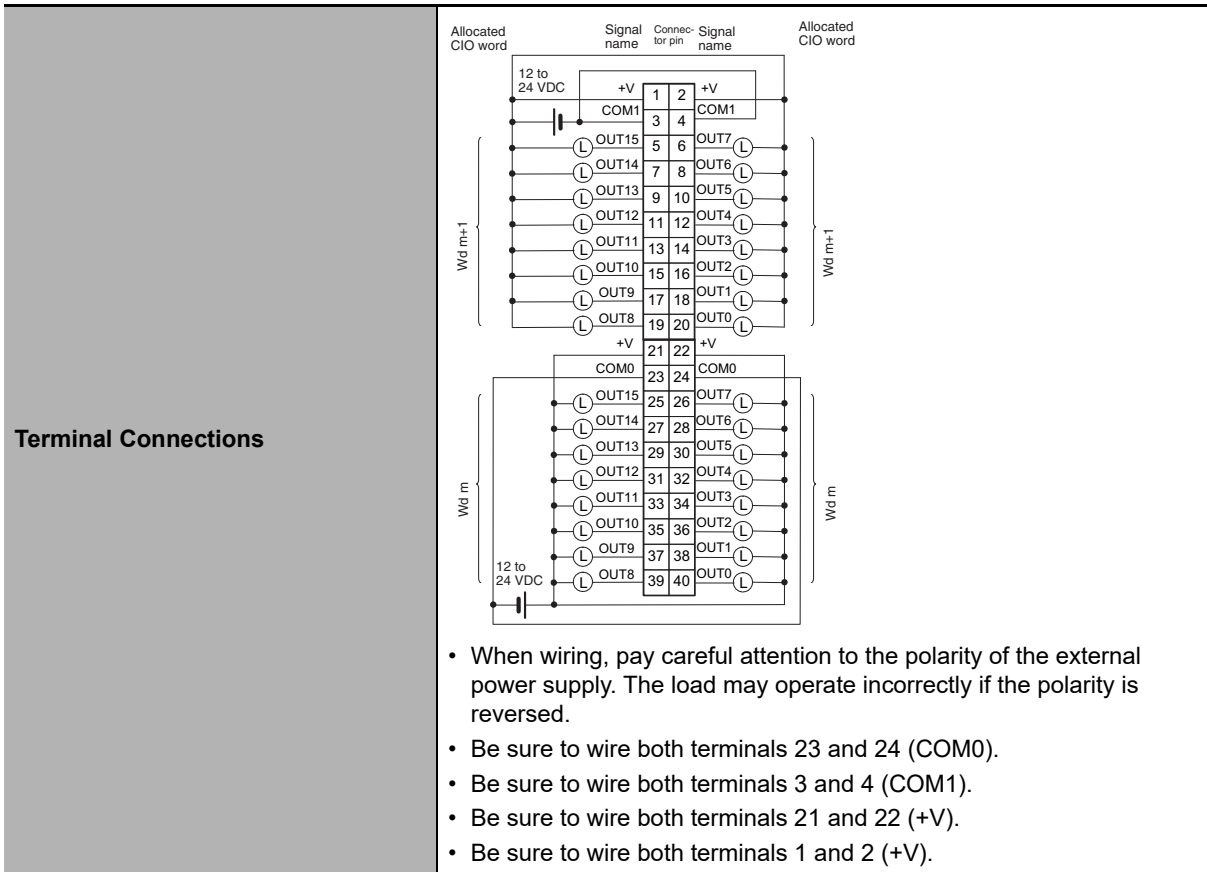 Terminal Connections
Allocated CIO word
Signal name
Connec-tor pin
Signal name
Allocated CIO word
12 to 24 VDC
+V 1 2 +V
COM1 3 4 COM1
OUT15 5 6 OUT7
L L
OUT14 7 8 OUT6
L L
OUT13 9 10 OUT5
L L
OUT12 11 12 OUT4
L L
OUT11 13 14 OUT3
L L
OUT10 15 16 OUT2
L L
OUT9 17 18 OUT1
L L
OUT8 19 20 OUT0
L L
Wd m+1
Wd m+1
+V 21 22 +V
COM0 23 24 COM0
OUT15 25 26 OUT7
L L
OUT14 27 28 OUT6
L L
OUT13 29 30 OUT5
L L
OUT12 31 32 OUT4
L L
OUT11 33 34 OUT3
L L
OUT10 35 36 OUT2
L L
OUT9 37 38 OUT1
L L
OUT8 39 40 OUT0
L L
Wd m
Wd m
12 to 24 VDC
• When wiring, pay careful attention to the polarity of the external
power supply. The load may operate incorrectly if the polarity is
reversed.
• Be sure to wire both terminals 23 and 24 (COM0).
• Be sure to wire both terminals 3 and 4 (COM1).
• Be sure to wire both terminals 21 and 22 (+V).
• Be sure to wire both terminals 1 and 2 (+V).